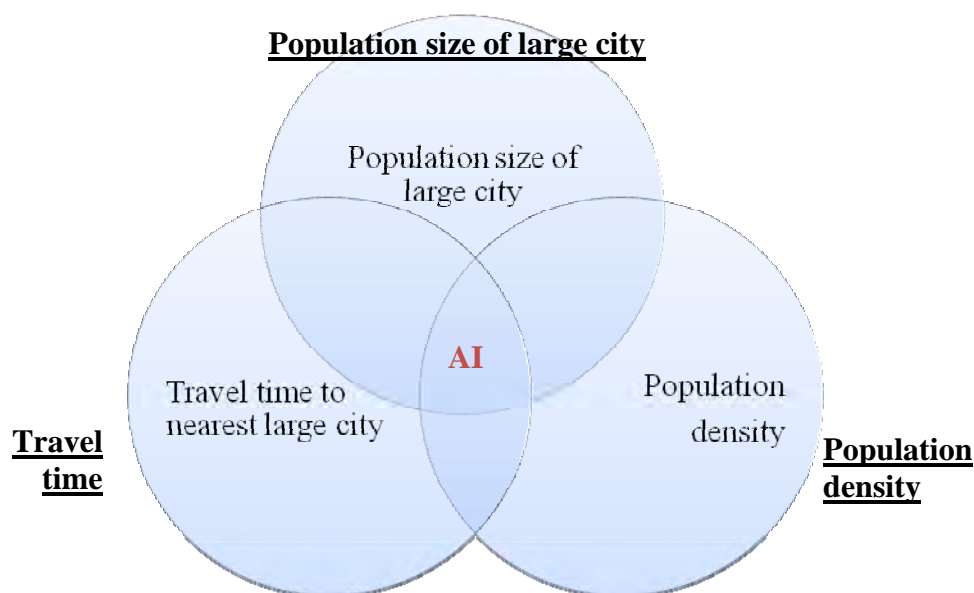 Population size of large city
Population size of
large city
AI
Travel time to
nearest large city
Population
density
Travel
time
Population
density